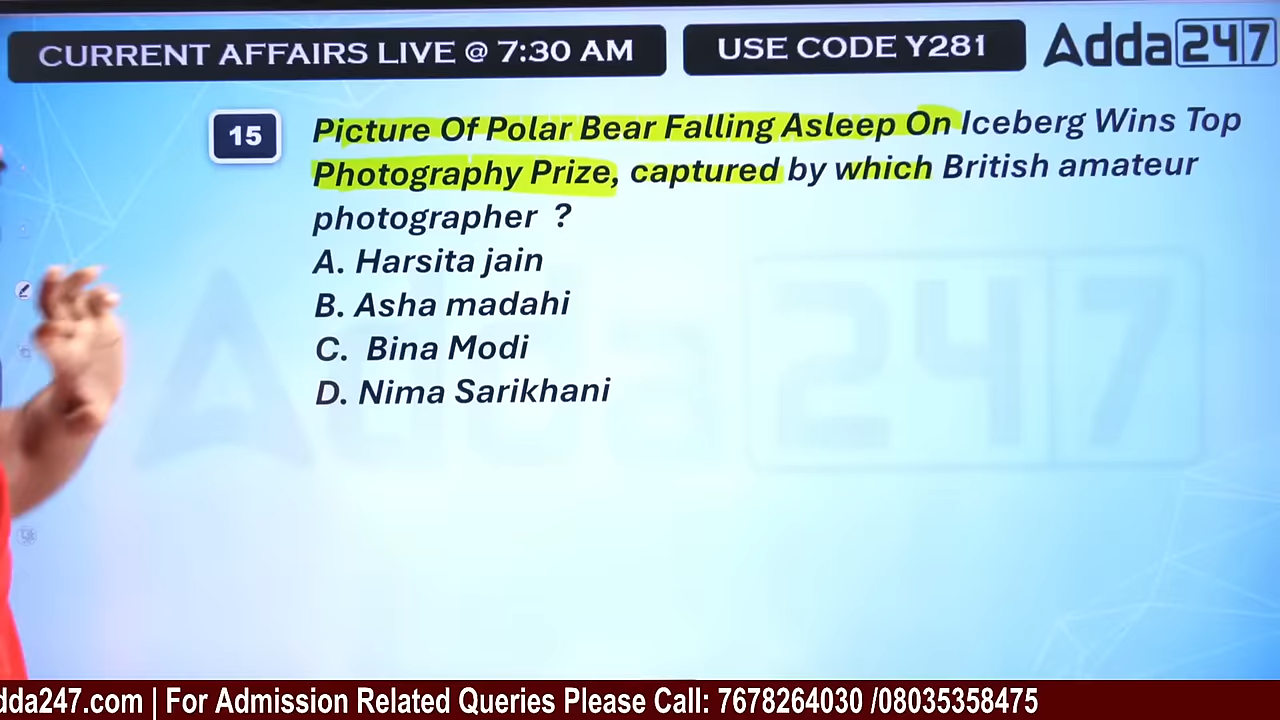 CURRENT AFFAIRS LIVE @ 7:30 AM
USE CODE Y281
Adda247
15
Picture Of Polar Bear Falling Asleep On Iceberg Wins Top
Photography Prize, captured by which British amateur
photographer ?
A. Harsita jain
B. Asha madahi
C. Bina Modi
D. Nima Sarikhani
Adda247
dda247.com | For Admission Related Queries Please Call: 7678264030 /08035358475